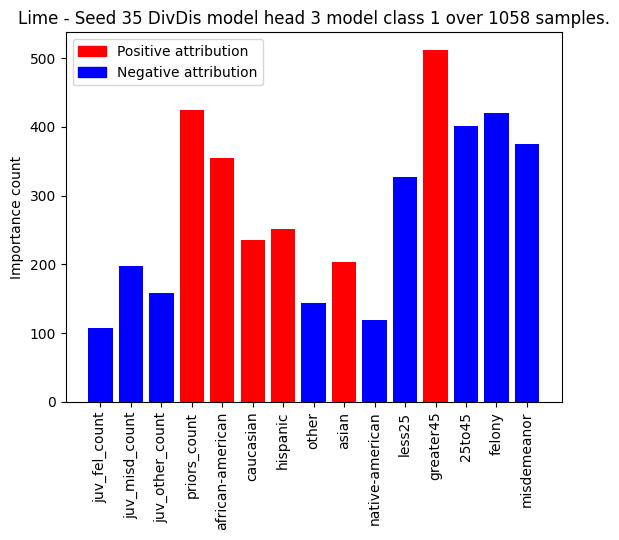 Lime - Seed 35 DivDis model head 3 model class 1 over 1058 samples.
Positive attribution
Negative attribution
Importance count
500
400
300
200
100
0
juv_fel_count
juv_misd_count
juv_other_count
priors_count
african-american
caucasian
hispanic
other
asian
native-american
less25
greater45
25to45
felony
misdemeanor